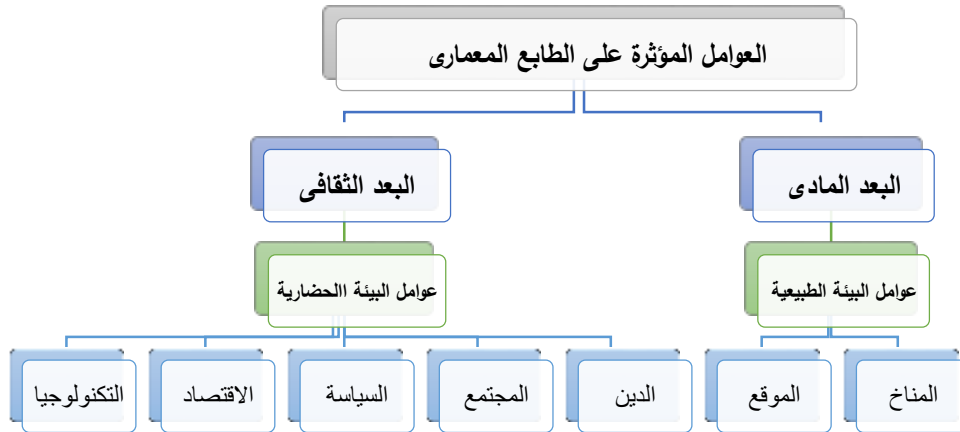 العوامل المؤثرة على الطابع المعمارى
البعد المادى
البعد الثقافى
عوامل البيئة الطبيعية
عوامل البيئة االحضارية
المناخ
الموقع
الدين
المجتمع
السياسة
الاقتصاد
التكنولوجيا